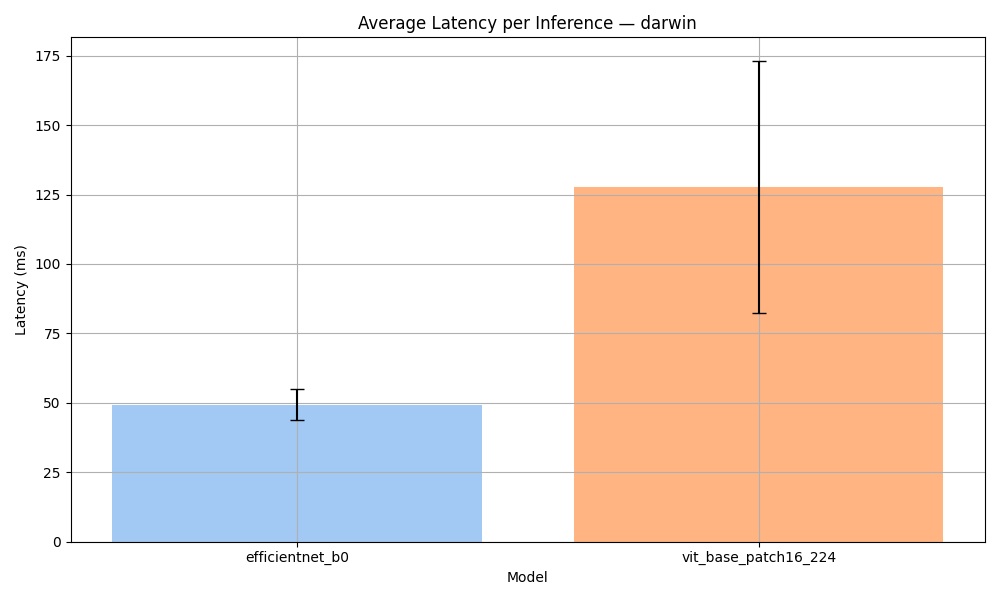 Average Latency per Inference — darwin
Latency (ms)
175
150
125
100
75
50
25
0
efficientnet_b0
vit_base_patch16_224
Model